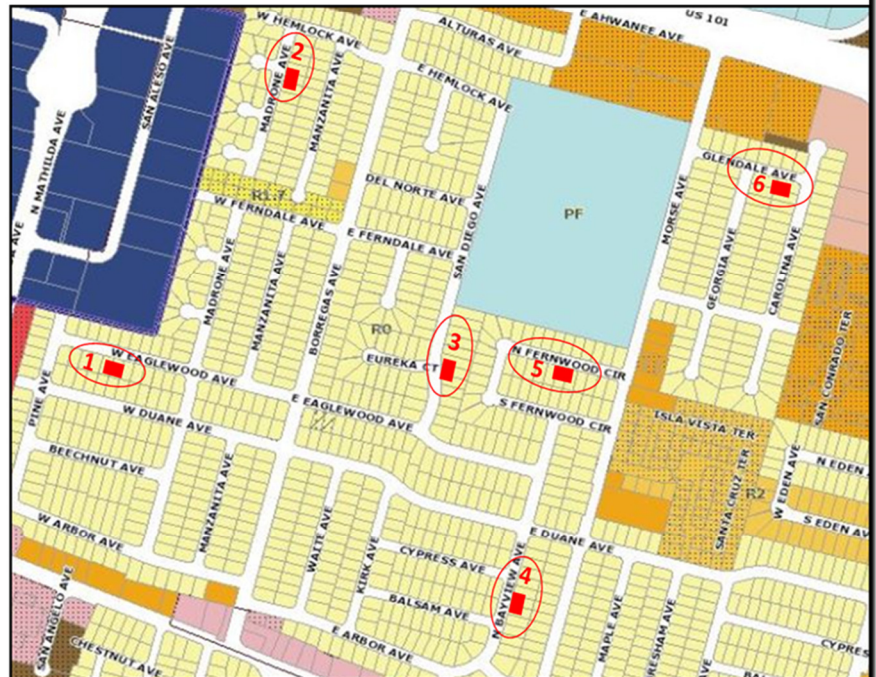 W HEMLOCK AVE
ALTURAS AVE
E AHWANEE AVE
US 101
SAN ALESO AVE
N MATHILDA AVE
MADRONE AVE
2
MANZANITA AVE
E HEMLOCK AVE
GLENDALE AVE
6
R1.7
W FERNDALE AVE
DEL NORTE AVE
E FERNDALE AVE
SAN DIEGO AVE
PF
MORSE AVE
GEORGIA AVE
CAROLINA AVE
MADRONE AVE
MANZANITA AVE
BORREGAS AVE
R0
EUREKA CT
3
N FERNWOOD CIR
5
S FERNWOOD CIR
SAN CONRADO TER
1
W EAGLEWOOD AVE
PINE AVE
W DUANE AVE
E EAGLEWOOD AVE
ISLA VISTA TER
BEECHNUT AVE
MANZANITA AVE
SANTA CRUZ TER
R2
W EDEN AVE
N EDEN
S EDEN AV
W ARBOR AVE
WAITE AVE
KIRK AVE
CYPRESS AVE
E DUANE AVE
BALSAM AVE
N BAYVIEW AVE
4
E ARBOR AVE
MAPLE AVE
RESHAM AVE
CYPRES
SAN ANGELO AVE
CHESTNUT AVE